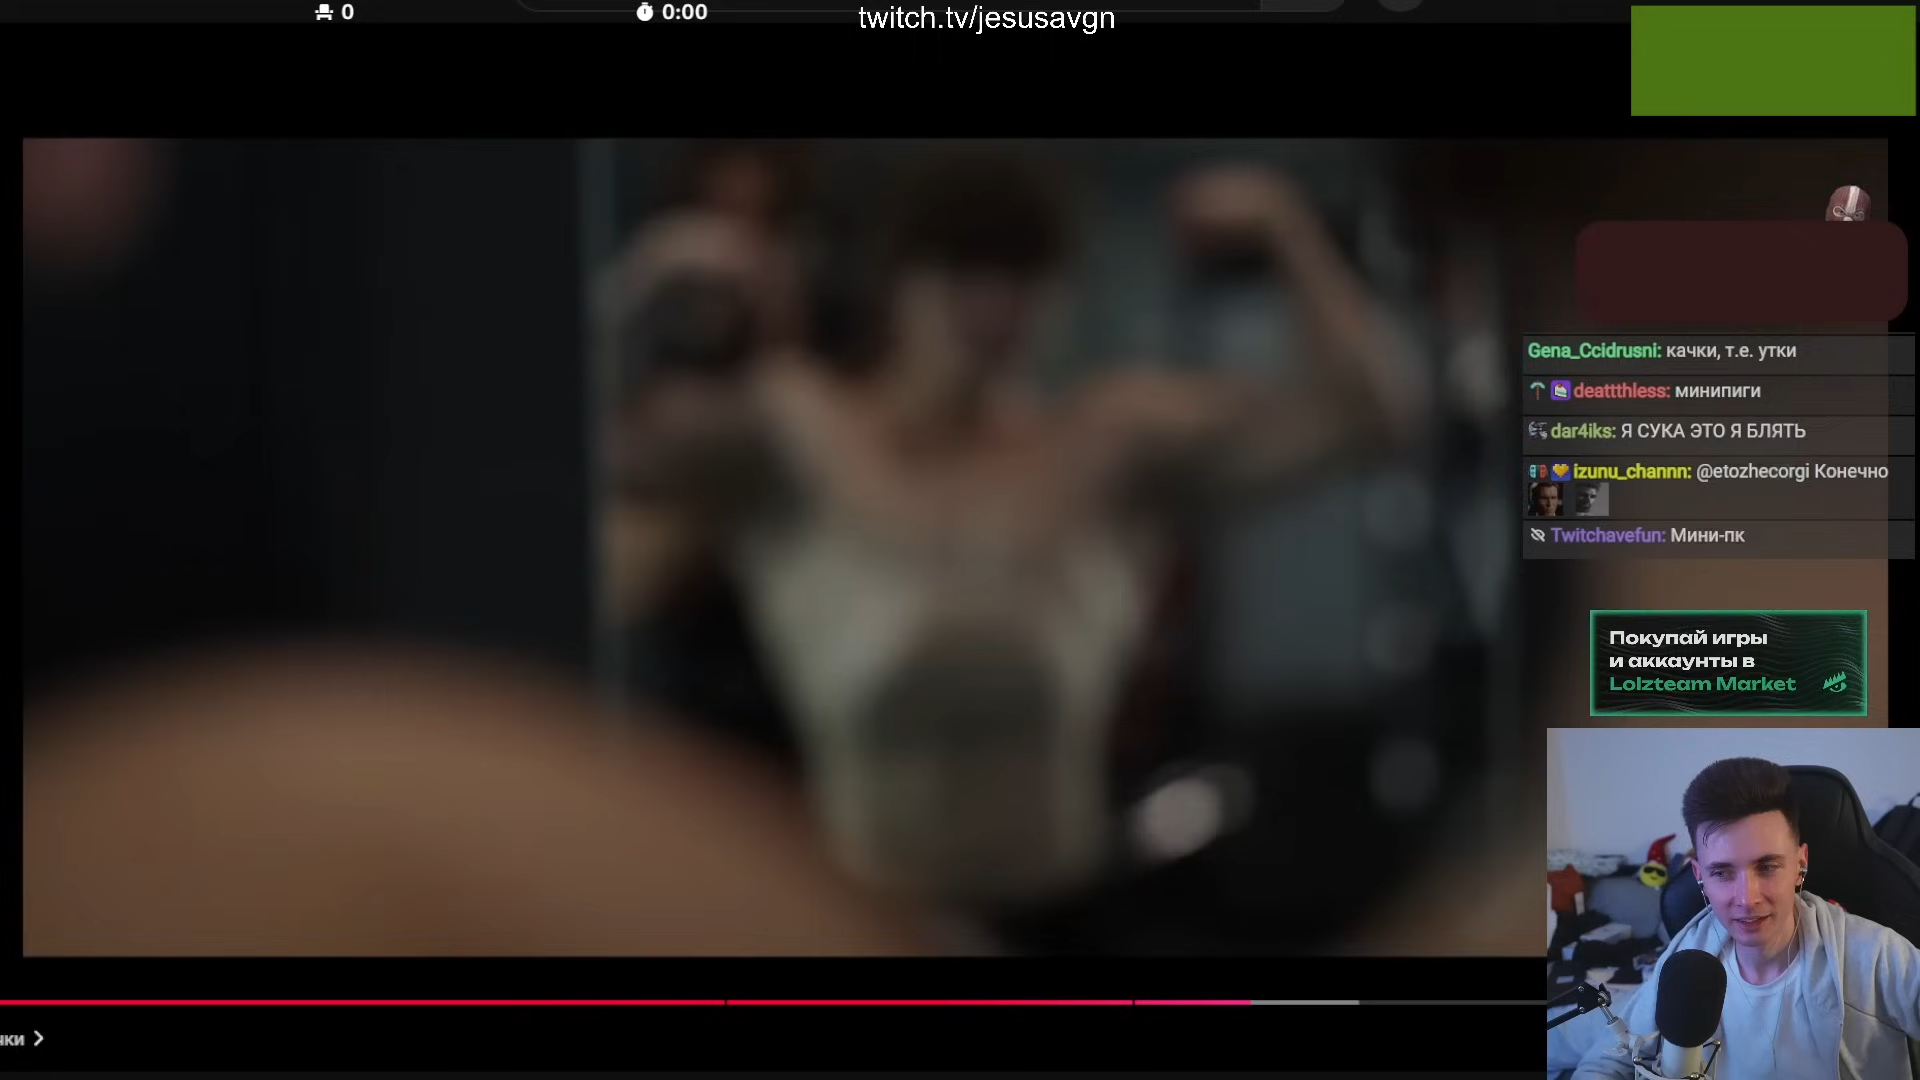 0
0:00
twitch.tv/jesusavgn
Gena_Ccidrusni: качки, т.е. утки
deattthless: минипиги
dar4iks: Я СУКА ЭТО Я БЛЯТЬ
izunu_channn: @etozhecorgi Конечно
Twitchavefun: Мини-пк
Покупай игры
и аккаунты в
Lolzteam Market
чки